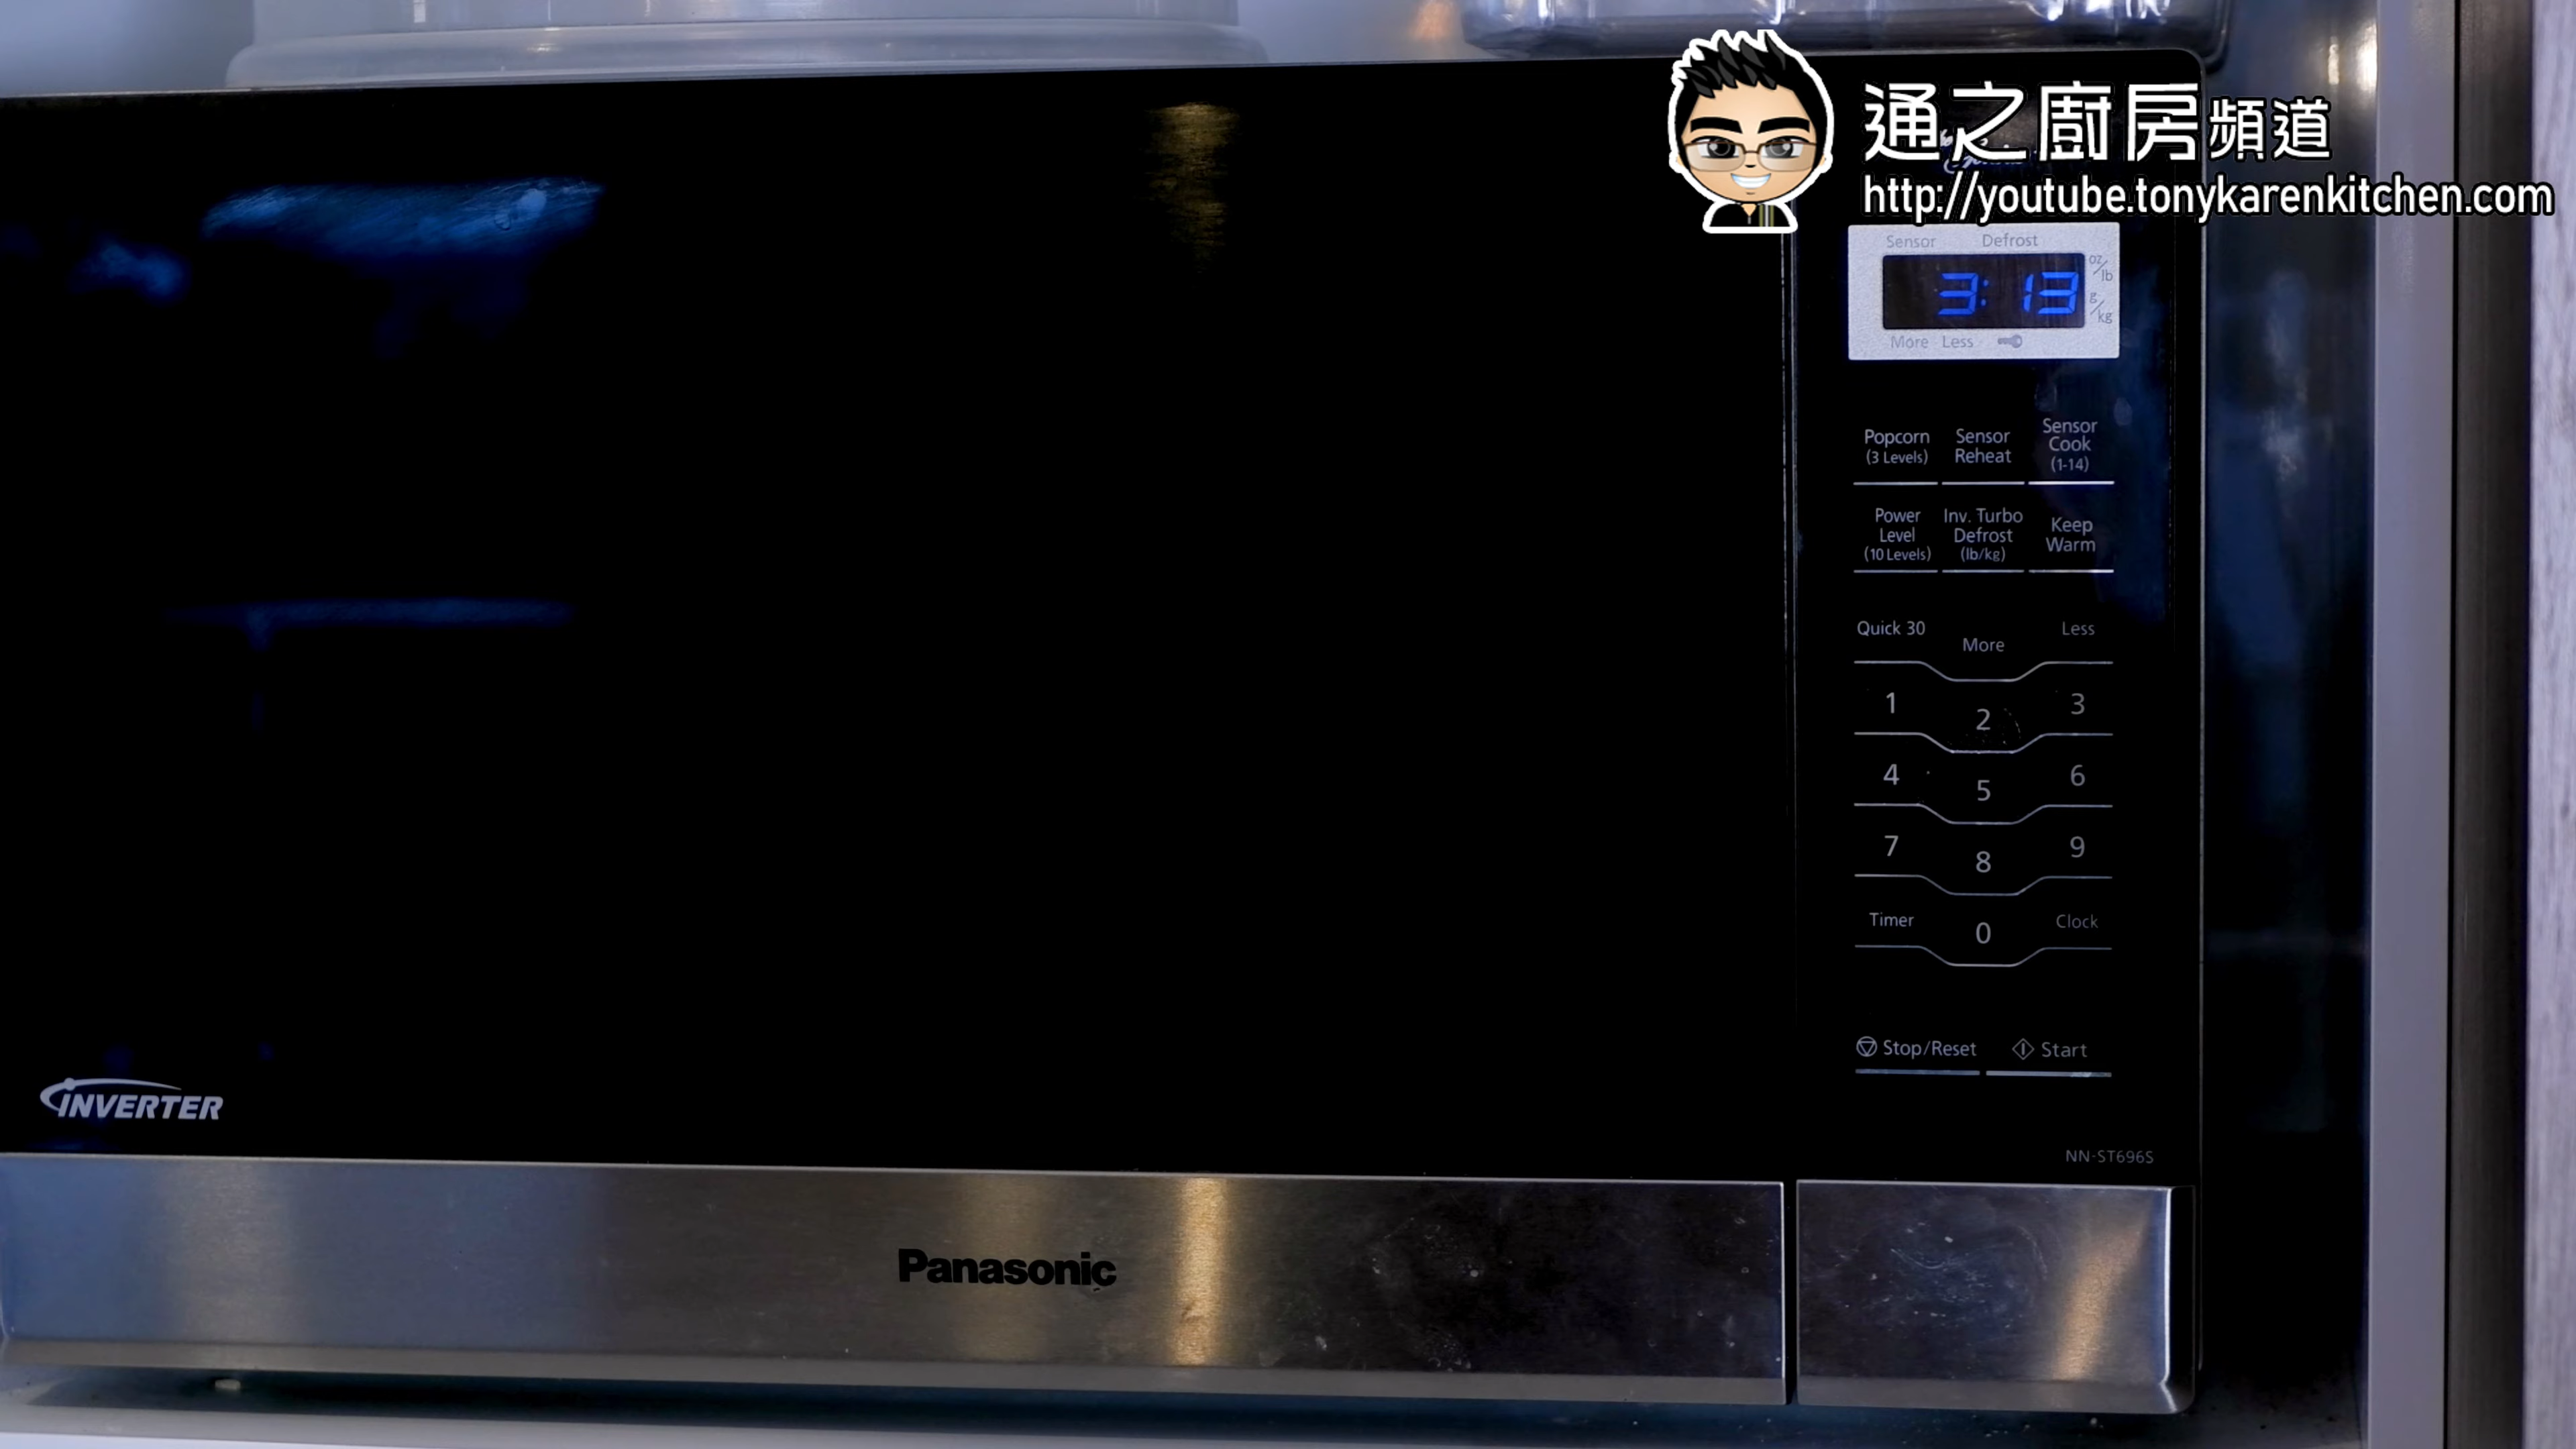 通之廚房頻道
http://youtube.tonykarenkitchen.com
Sensor Defrost
3:13
oz/lb
g/kg
More Less
Popcorn
(3 Levels)
Sensor
Reheat
Sensor
Cook
(1-14)
Power
Level
(10 Levels)
Inv. Turbo
Defrost
(lb/kg)
Keep
Warm
Quick 30 More Less
1 2 3
4 5 6
7 8 9
Timer 0 Clock
Stop/Reset Start
INVERTER
NN-ST696S
Panasonic